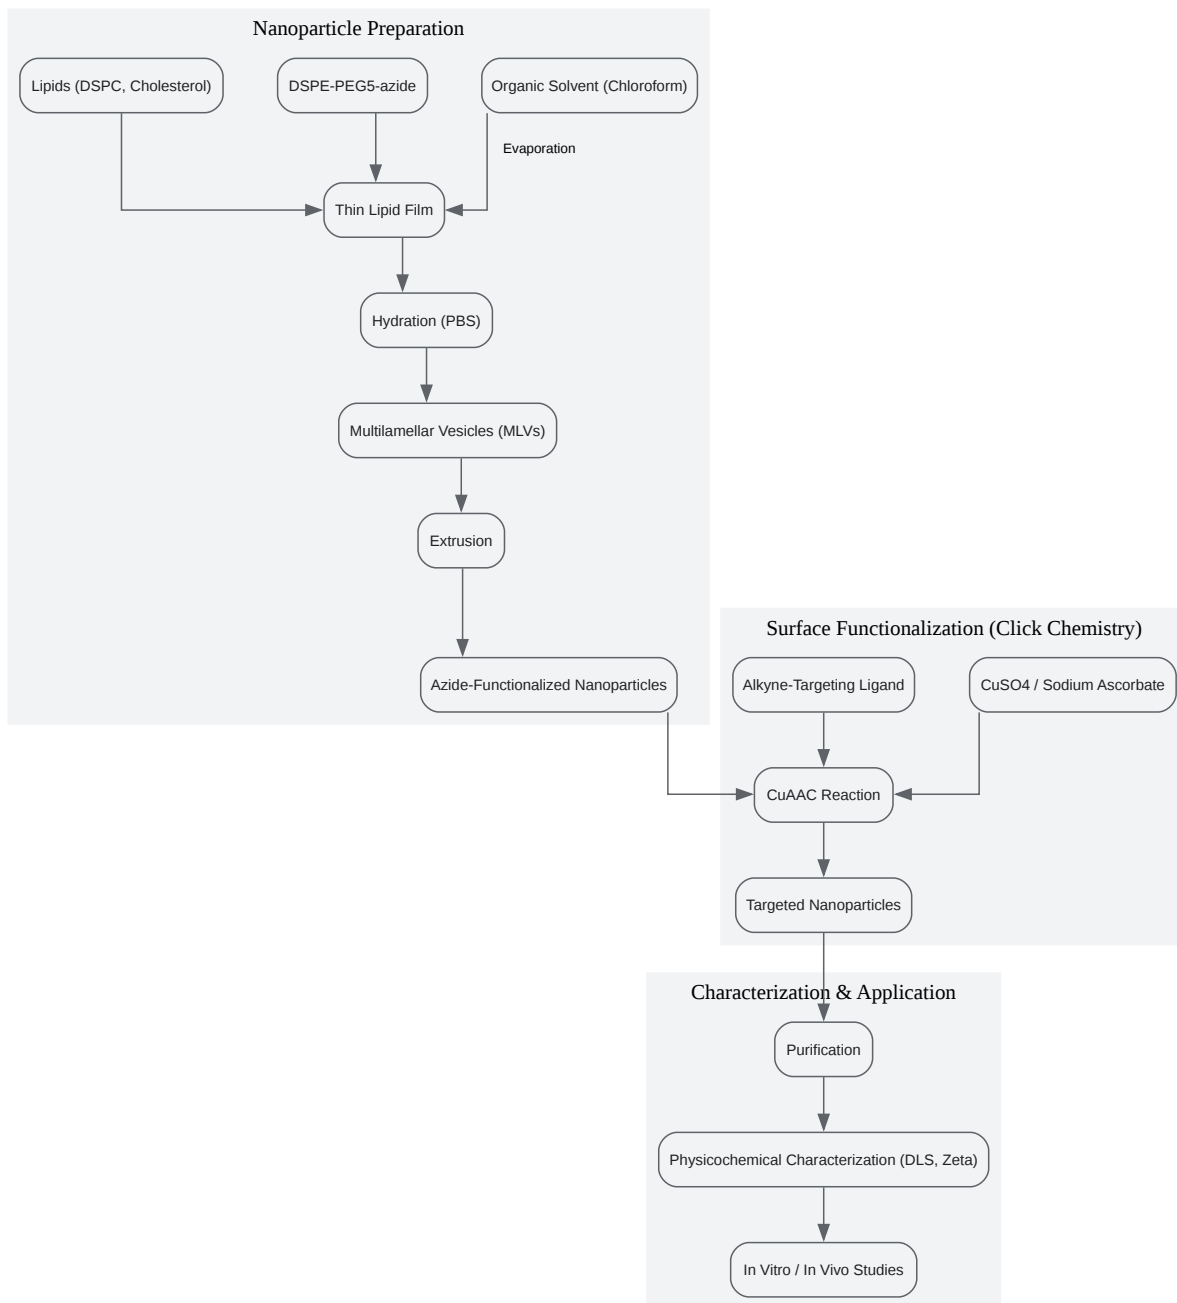 Nanoparticle Preparation
Lipids (DSPC, Cholesterol)
DSPE-PEG5-azide
Organic Solvent (Chloroform)
Evaporation
Thin Lipid Film
Hydration (PBS)
Multilamellar Vesicles (MLVs)
Extrusion
Azide-Functionalized Nanoparticles
Surface Functionalization (Click Chemistry)
Alkyne-Targeting Ligand
CuSO4 / Sodium Ascorbate
CuAAC Reaction
Targeted Nanoparticles
Characterization & Application
Purification
Physicochemical Characterization (DLS, Zeta)
In Vitro / In Vivo Studies